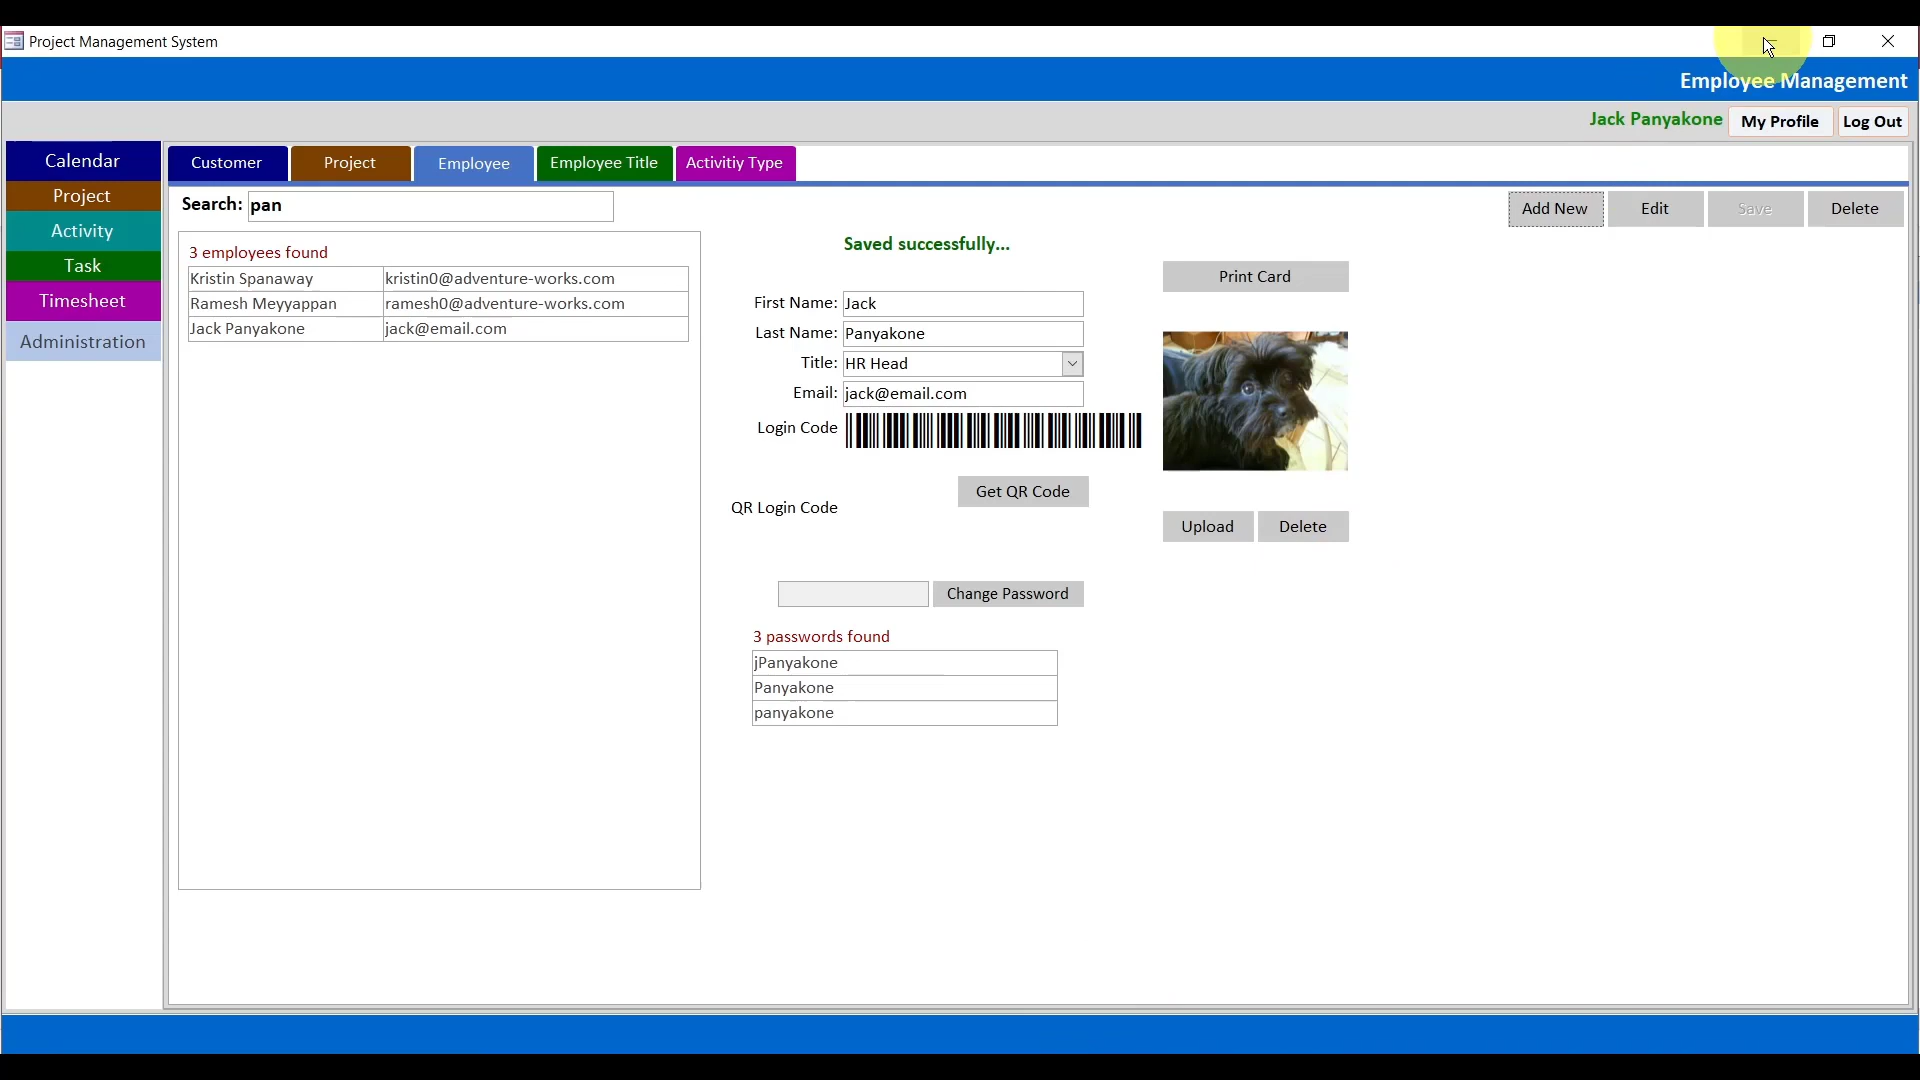 Project Management System
Employee Management
Jack Panyakone My Profile Log Out
Calendar
Project
Activity
Task
Timesheet
Administration
Customer Project Employee Employee Title Activitiy Type
Search: pan
Add New Edit Save Delete
3 employees found
Kristin Spanaway kristin0@adventure-works.com
Ramesh Meyyappan ramesh0@adventure-works.com
Jack Panyakone jack@email.com
Saved successfully...
First Name: Jack
Last Name: Panyakone
Title: HR Head
Email: jack@email.com
Login Code
Get QR Code
QR Login Code
Change Password
3 passwords found
jPanyakone
Panyakone
panyakone
Print Card
Upload Delete